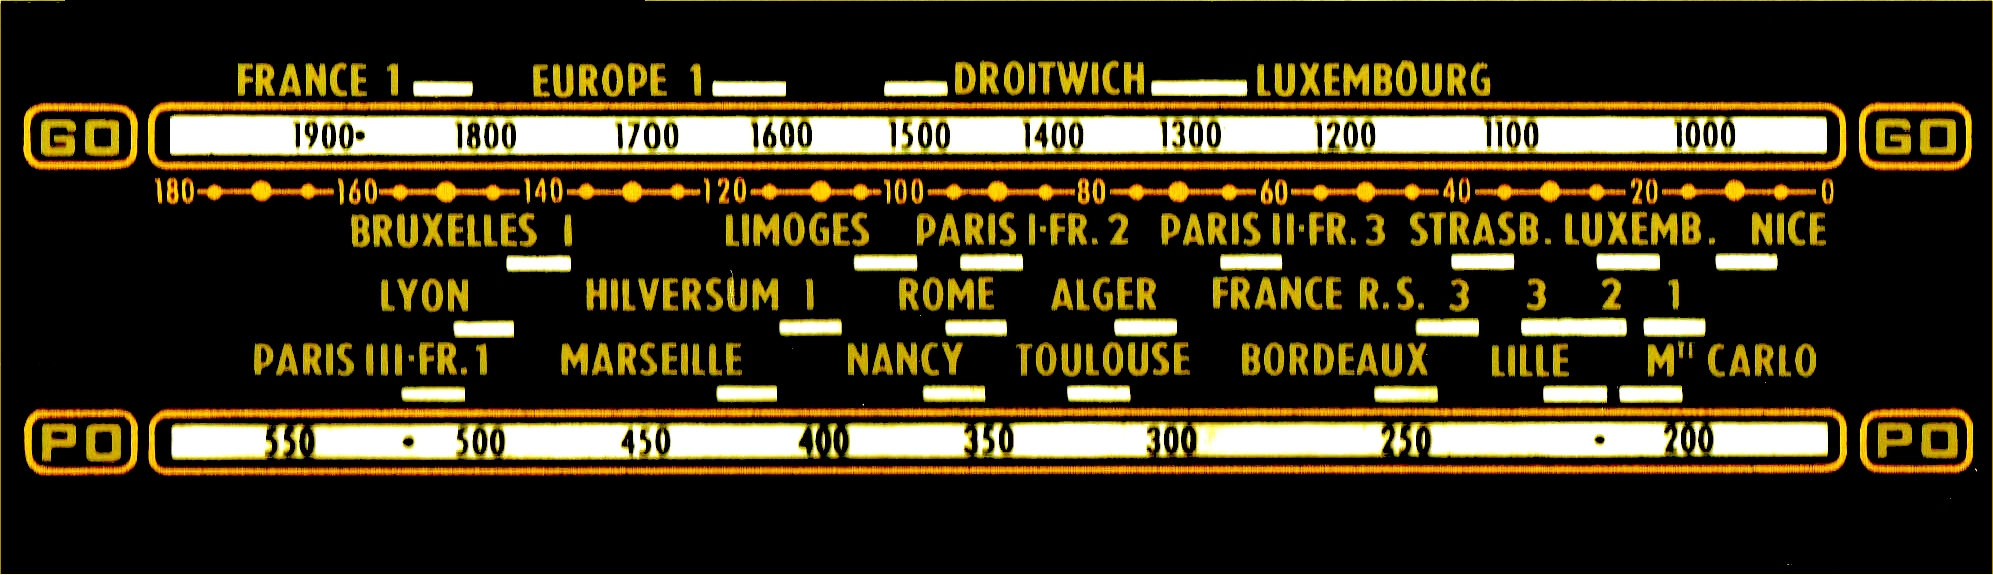 FRANCE 1 EUROPE 1 DROITWICH LUXEMBOURG
GO 1900 1800 1700 1600 1500 1400 1300 1200 1100 1000 GO
180 160 140 120 100 80 60 40 20 0
BRUXELLES I LIMOGES PARIS I·FR. 2 PARIS II·FR. 3 STRASB. LUXEMB. NICE
LYON HILVERSUM I ROME ALGER FRANCE R.S. 3 3 2 1
PARIS III·FR. 1 MARSEILLE NANCY TOULOUSE BORDEAUX LILLE Mᵗⁱ CARLO
PO 550 • 500 450 400 350 300 250 • 200 PO